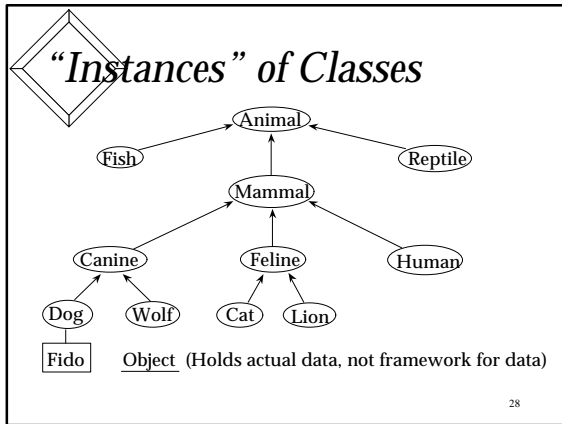 “Instances” of Classes
Animal
Fish
Reptile
Mammal
Canine
Feline
Human
Dog
Wolf
Cat
Lion
Fido
Object (Holds actual data, not framework for data)
28